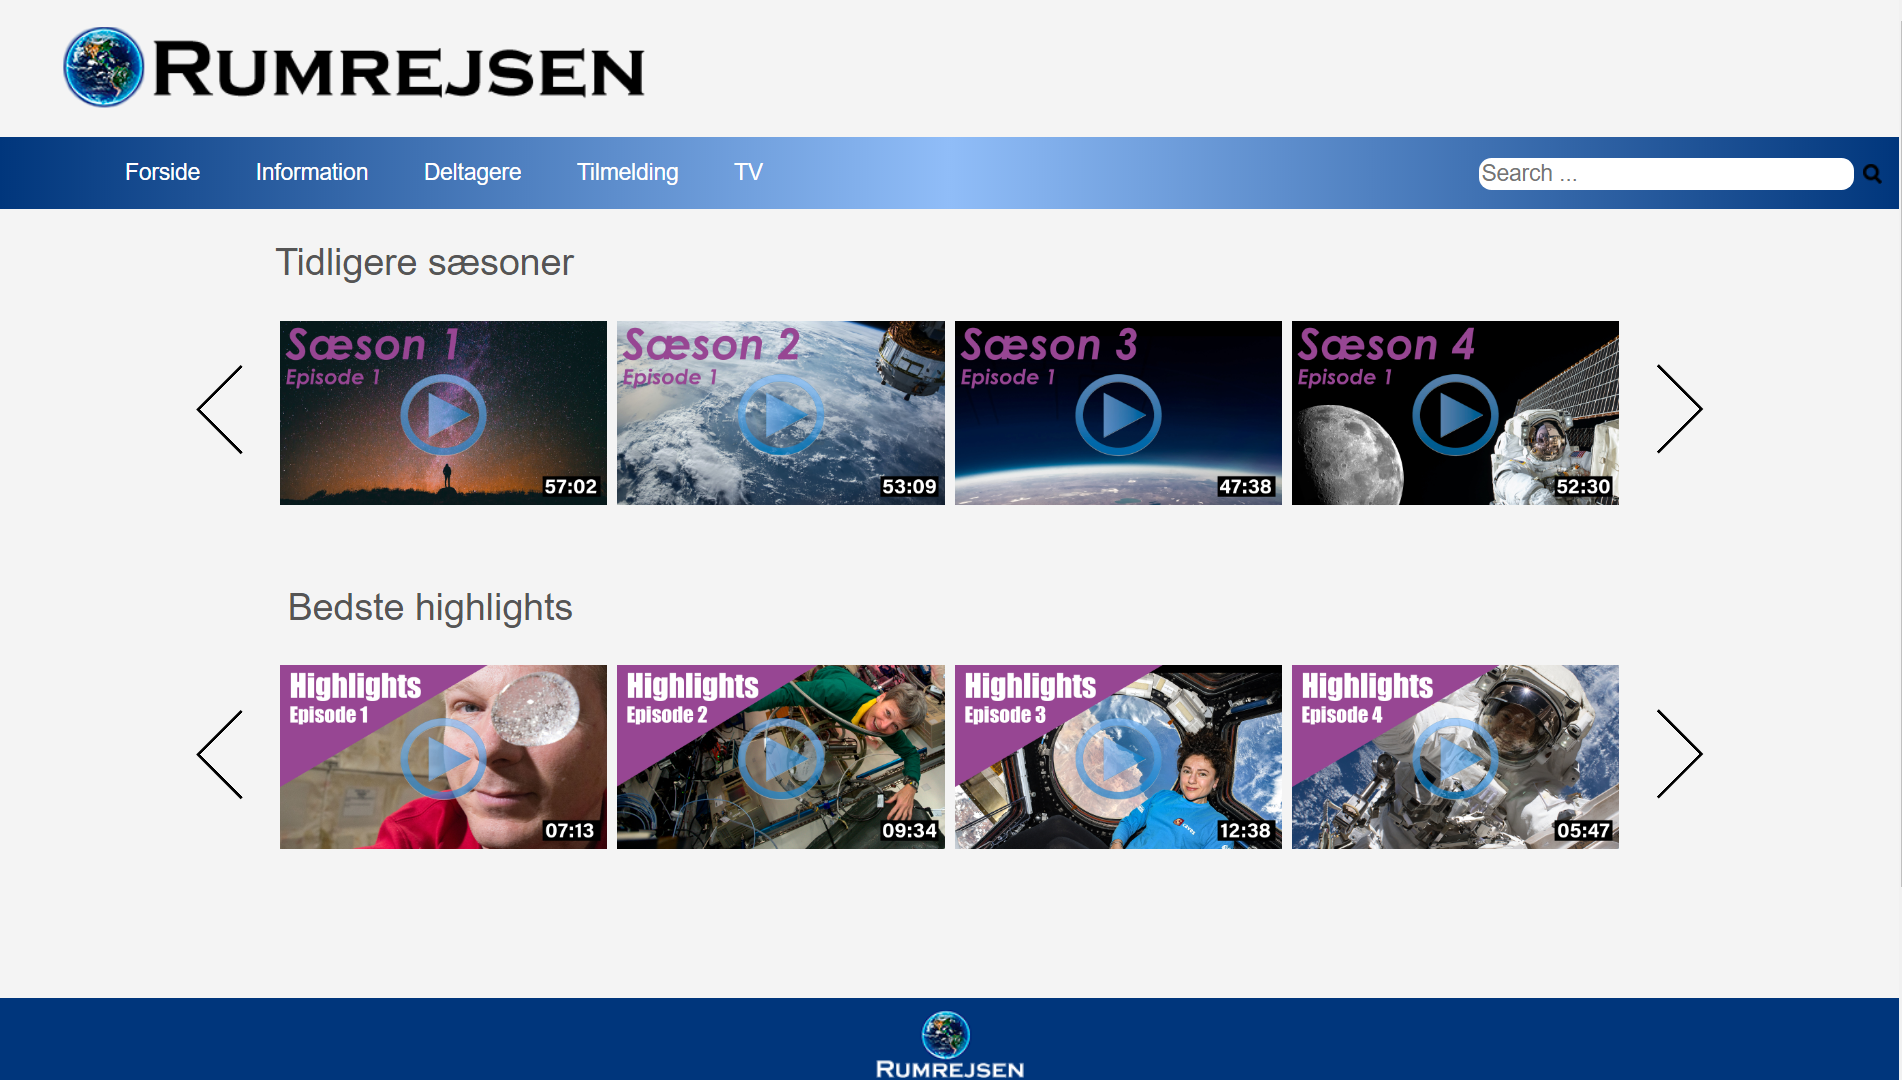 RUMREJSEN
Forside Information Deltagere Tilmelding TV Search ...
Tidligere sæsoner
Sæson 1
Episode 1
57:02
Sæson 2
Episode 1
53:09
Sæson 3
Episode 1
47:38
Sæson 4
Episode 1
52:30
Bedste highlights
Highlights
Episode 1
07:13
Highlights
Episode 2
09:34
Highlights
Episode 3
12:38
Highlights
Episode 4
05:47
RUMREJSEN